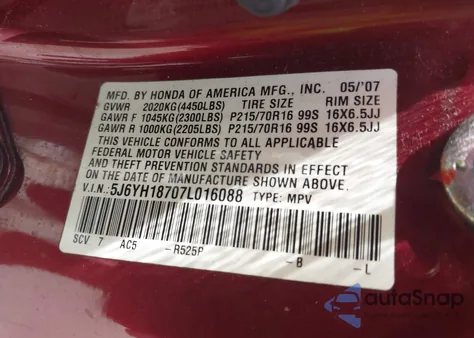 MFD. BY HONDA OF AMERICA MFG., INC. 05/'07
GVWR 2020KG(4450LBS) TIRE SIZE RIM SIZE
GAWR F 1045KG(2300LBS) P215/70R16 99S 16X6.5JJ
GAWR R 1000KG(2205LBS) P215/70R16 99S 16X6.5JJ
THIS VEHICLE CONFORMS TO ALL APPLICABLE
FEDERAL MOTOR VEHICLE SAFETY
AND THEFT PREVENTION STANDARDS IN EFFECT
ON THE DATE OF MANUFACTURE SHOWN ABOVE.
V.I.N: 5J6YH18707L016088 TYPE: MPV
SCV 7 AC5 -R525P -B -L
autoSnap